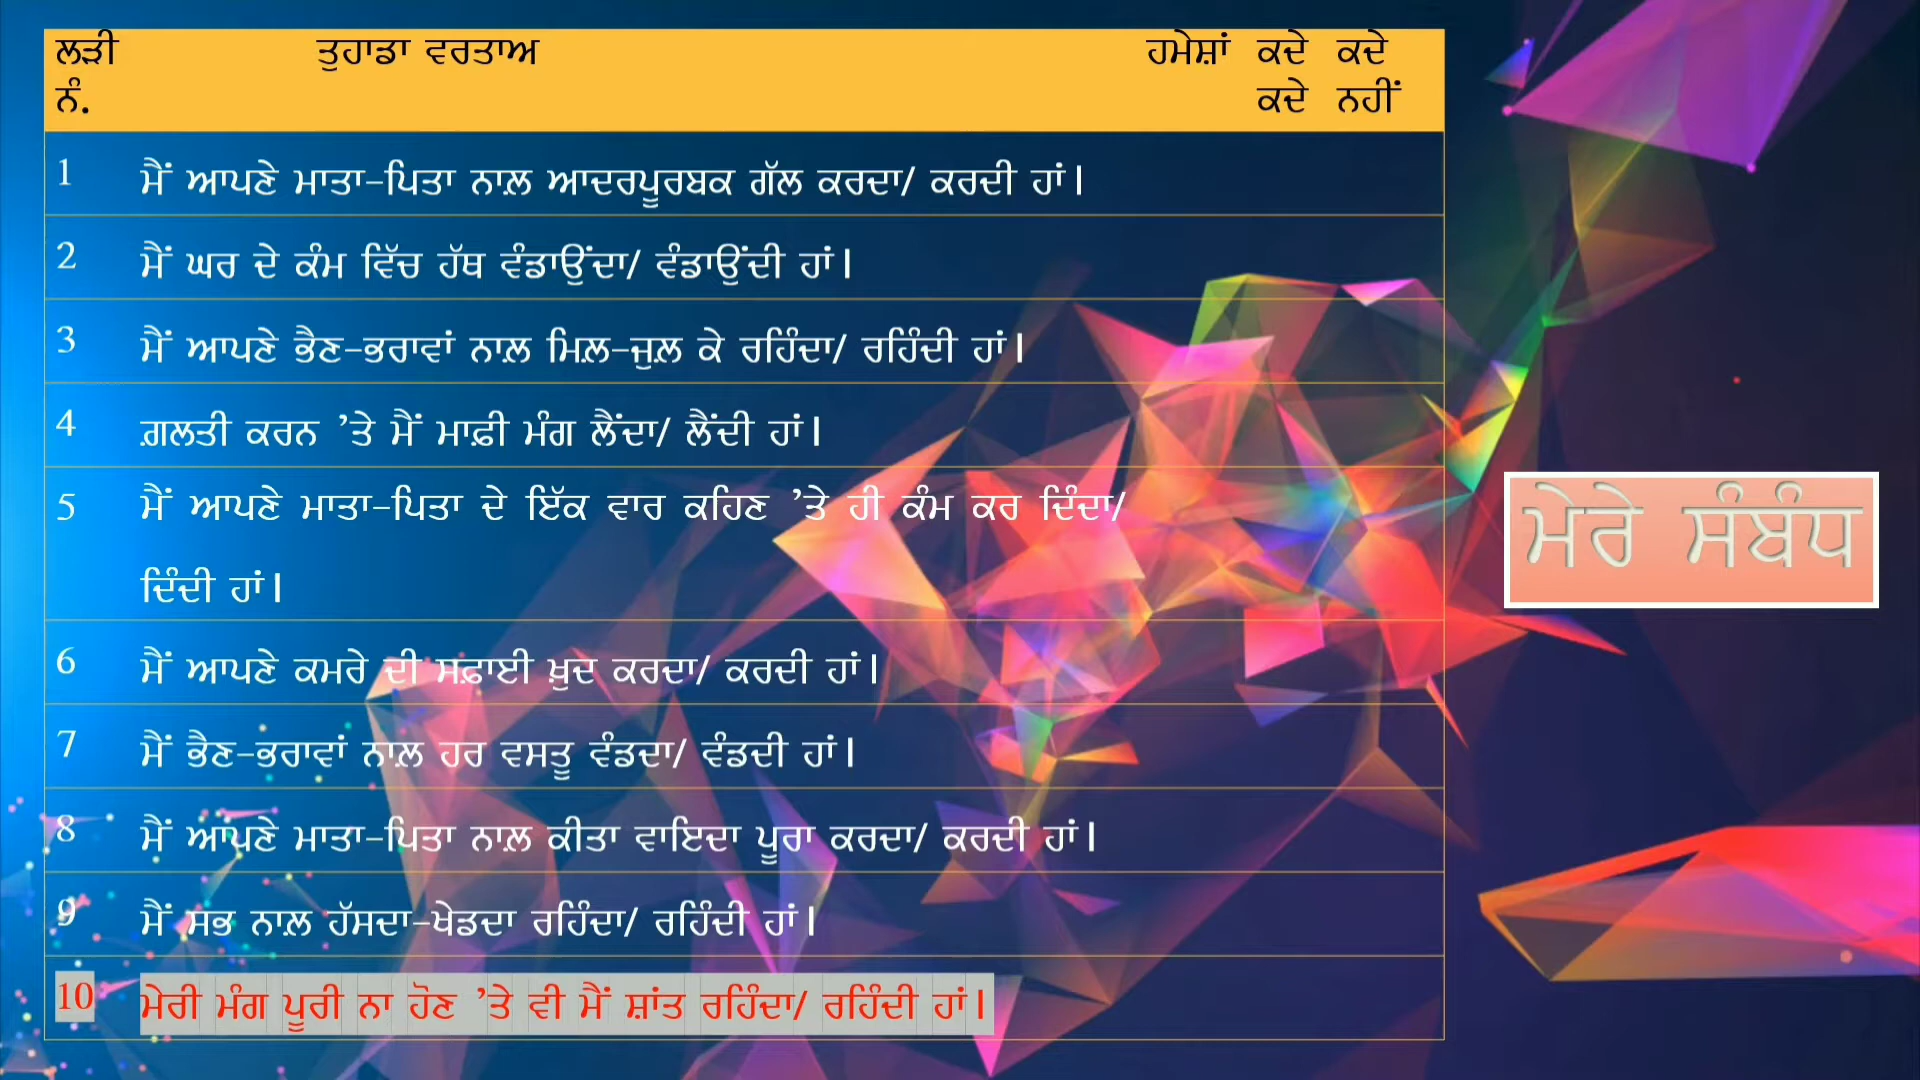 ਲੜੀ ਤੁਹਾਡਾ ਵਰਤਾਅ ਹਮੇਸ਼ਾਂ ਕਦੇ ਕਦੇ
ਨੰ. ਕਦੇ ਨਹੀਂ
1 ਮੈਂ ਆਪਣੇ ਮਾਤਾ-ਪਿਤਾ ਨਾਲ਼ ਆਦਰਪੂਰਬਕ ਗੱਲ ਕਰਦਾ/ ਕਰਦੀ ਹਾਂ।
2 ਮੈਂ ਘਰ ਦੇ ਕੰਮ ਵਿੱਚ ਹੱਥ ਵੰਡਾਉਂਦਾ/ ਵੰਡਾਉਂਦੀ ਹਾਂ।
3 ਮੈਂ ਆਪਣੇ ਭੈਣ-ਭਰਾਵਾਂ ਨਾਲ਼ ਮਿਲ਼-ਜੁਲ਼ ਕੇ ਰਹਿੰਦਾ/ ਰਹਿੰਦੀ ਹਾਂ।
4 ਗ਼ਲਤੀ ਕਰਨ ’ਤੇ ਮੈਂ ਮਾਫ਼ੀ ਮੰਗ ਲੈਂਦਾ/ ਲੈਂਦੀ ਹਾਂ।
5 ਮੈਂ ਆਪਣੇ ਮਾਤਾ-ਪਿਤਾ ਦੇ ਇੱਕ ਵਾਰ ਕਹਿਣ ’ਤੇ ਹੀ ਕੰਮ ਕਰ ਦਿੰਦਾ/
ਦਿੰਦੀ ਹਾਂ।
6 ਮੈਂ ਆਪਣੇ ਕਮਰੇ ਦੀ ਸਫ਼ਾਈ ਖ਼ੁਦ ਕਰਦਾ/ ਕਰਦੀ ਹਾਂ।
7 ਮੈਂ ਭੈਣ-ਭਰਾਵਾਂ ਨਾਲ਼ ਹਰ ਵਸਤੂ ਵੰਡਦਾ/ ਵੰਡਦੀ ਹਾਂ।
8 ਮੈਂ ਆਪਣੇ ਮਾਤਾ-ਪਿਤਾ ਨਾਲ਼ ਕੀਤਾ ਵਾਇਦਾ ਪੂਰਾ ਕਰਦਾ/ ਕਰਦੀ ਹਾਂ।
9 ਮੈਂ ਸਭ ਨਾਲ਼ ਹੱਸਦਾ-ਖੇਡਦਾ ਰਹਿੰਦਾ/ ਰਹਿੰਦੀ ਹਾਂ।
10 ਮੇਰੀ ਮੰਗ ਪੂਰੀ ਨਾ ਹੋਣ ’ਤੇ ਵੀ ਮੈਂ ਸ਼ਾਂਤ ਰਹਿੰਦਾ/ ਰਹਿੰਦੀ ਹਾਂ।
ਮੇਰੇ ਸੰਬੰਧ